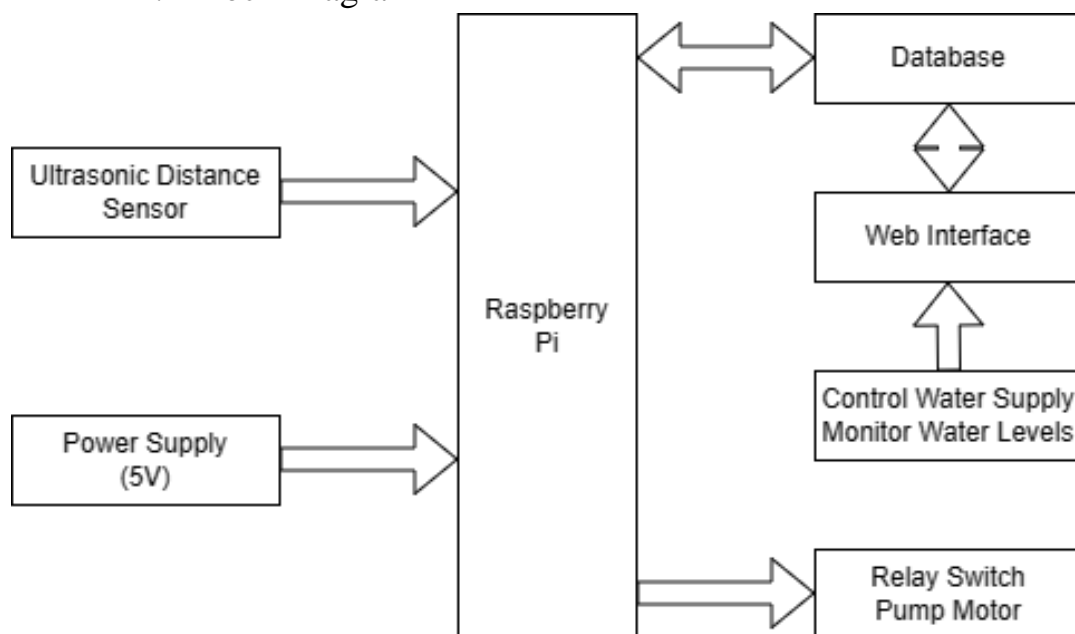 Database
Ultrasonic Distance
Sensor
Web Interface
Raspberry
Pi
Control Water Supply
Monitor Water Levels
Power Supply
(5V)
Relay Switch
Pump Motor